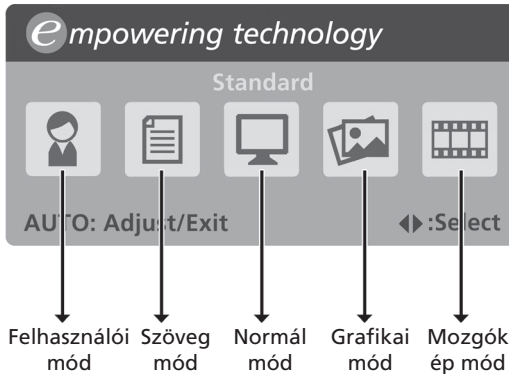 empowering technology
Standard
AUTO: Adjust/Exit
:Select
Felhasználói mód
Szöveg mód
Normál mód
Grafikai mód
Mozgók ép mód